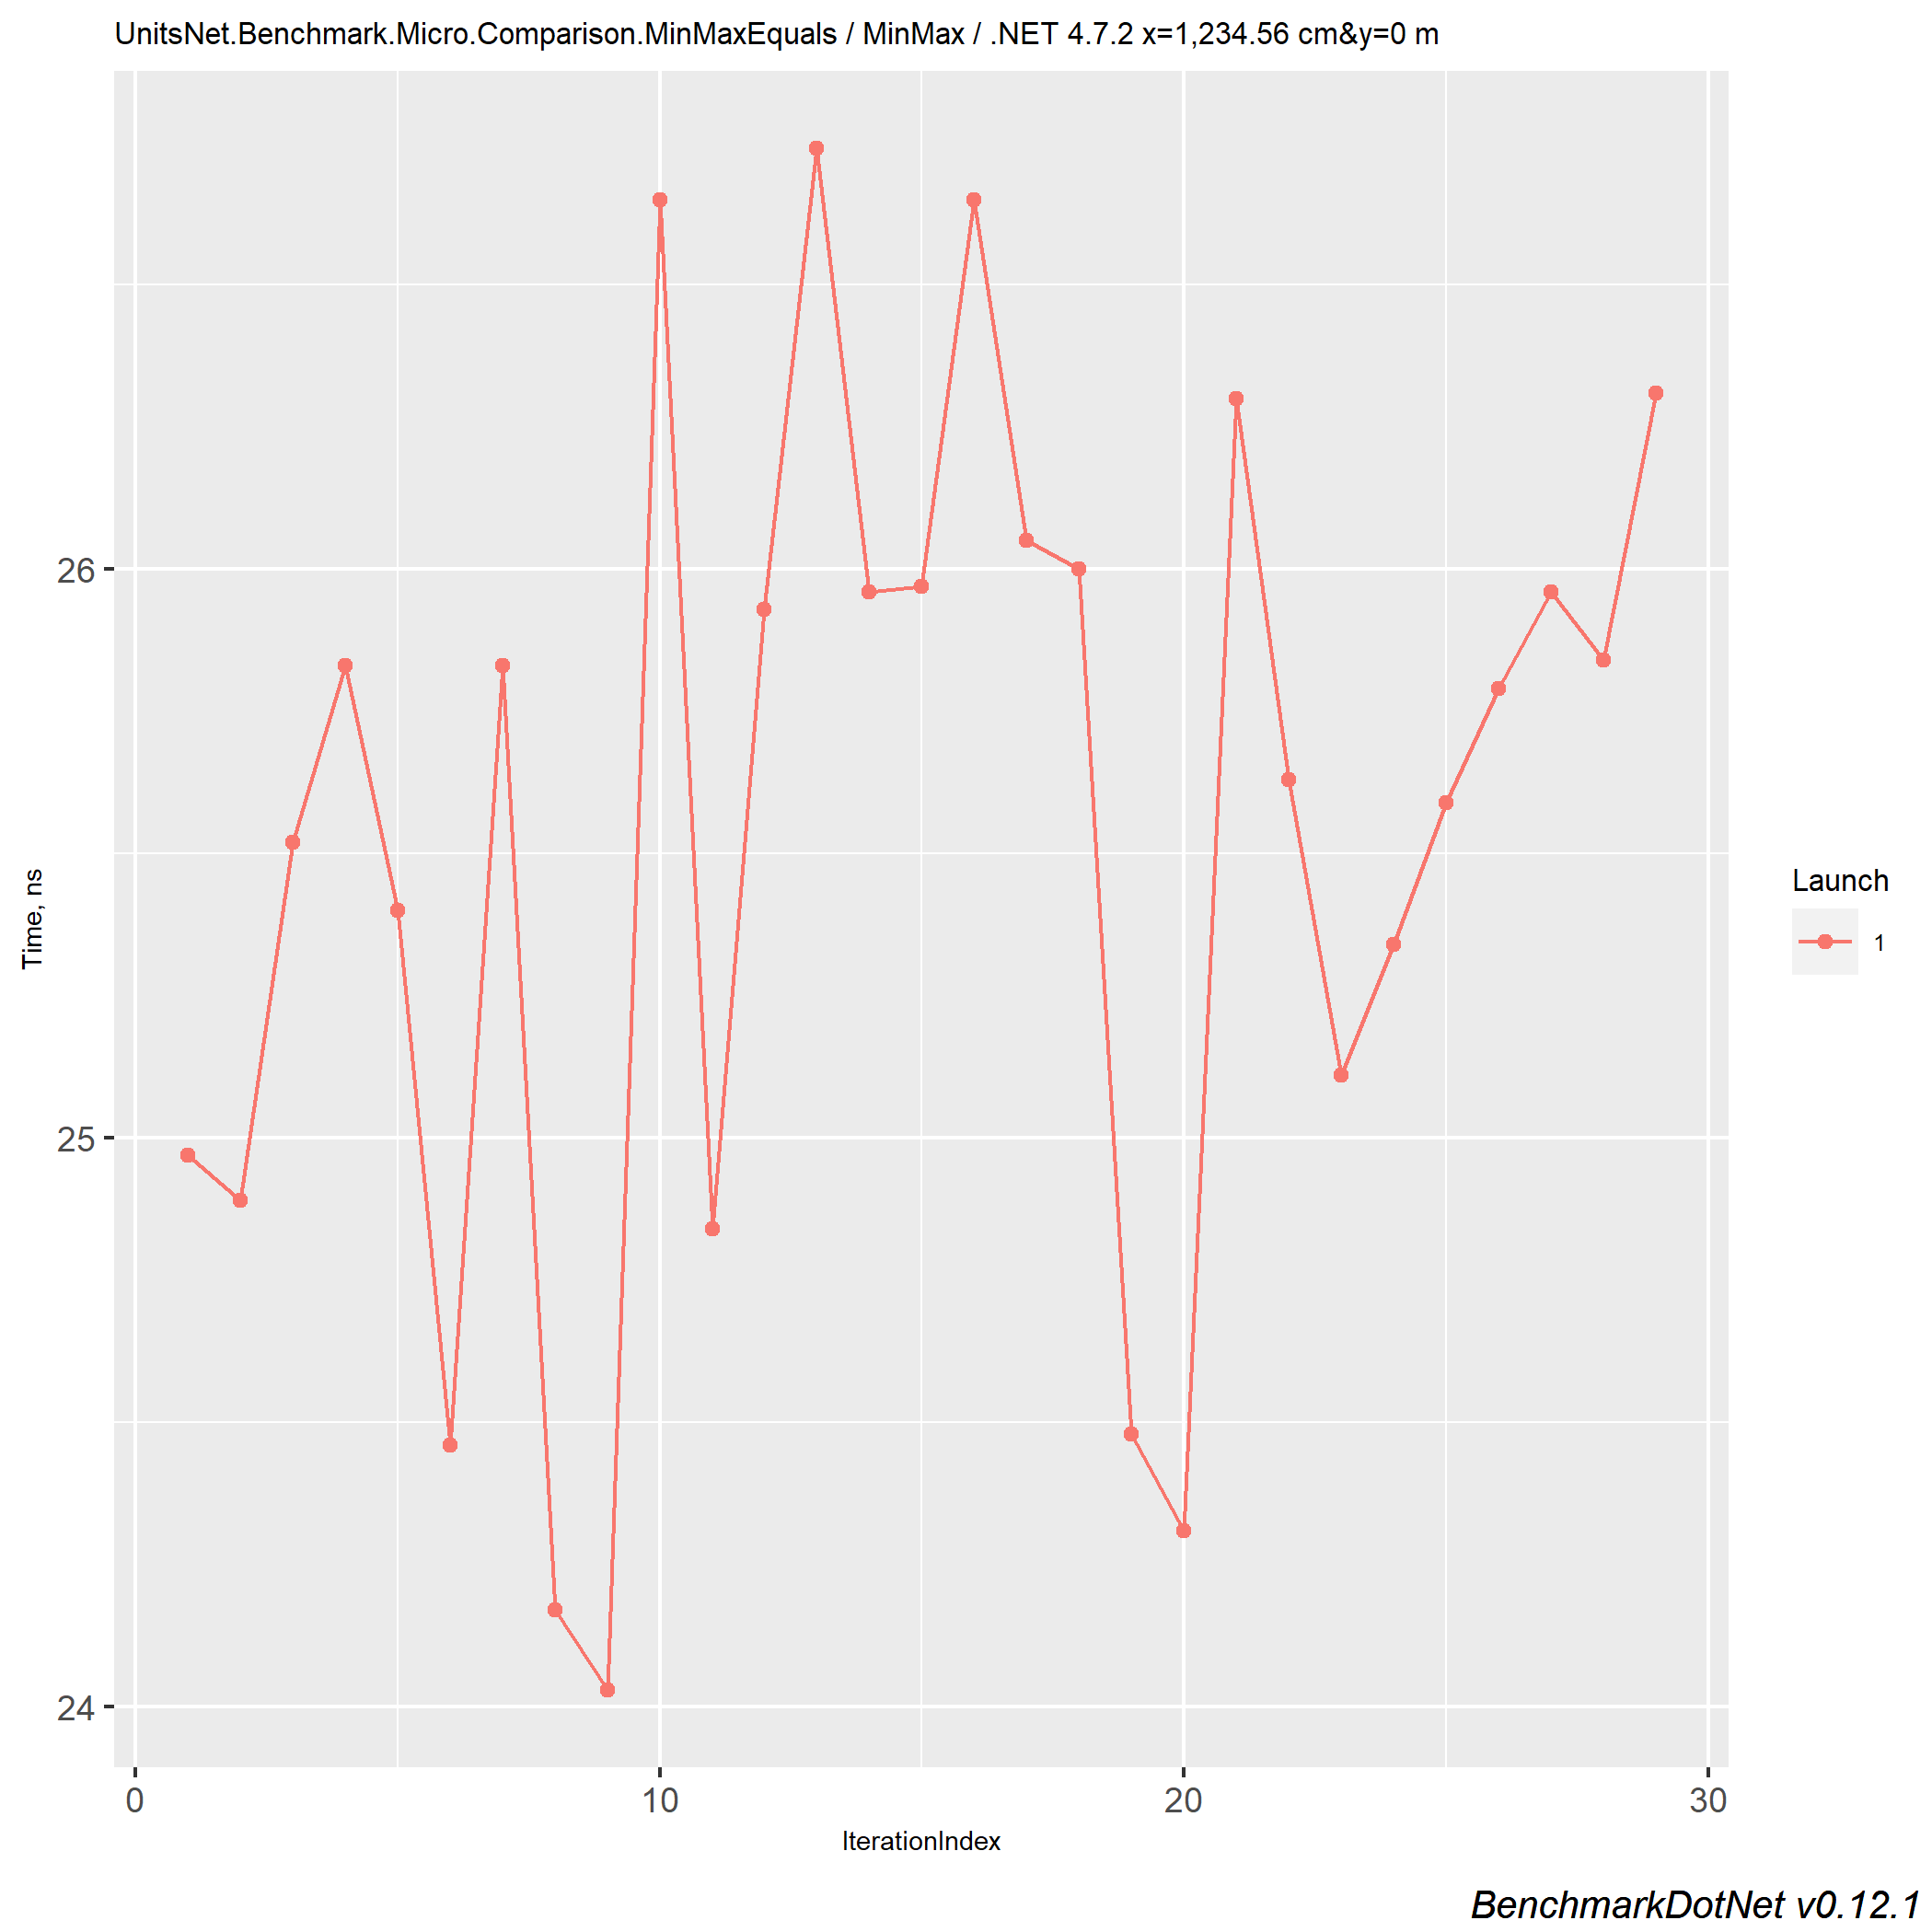 UnitsNet.Benchmark.Micro.Comparison.MinMaxEquals / MinMax / .NET 4.7.2 x=1,234.56 cm&y=0 m
26
25
24
Time, ns
0 10 20 30
IterationIndex
Launch
1
BenchmarkDotNet v0.12.1